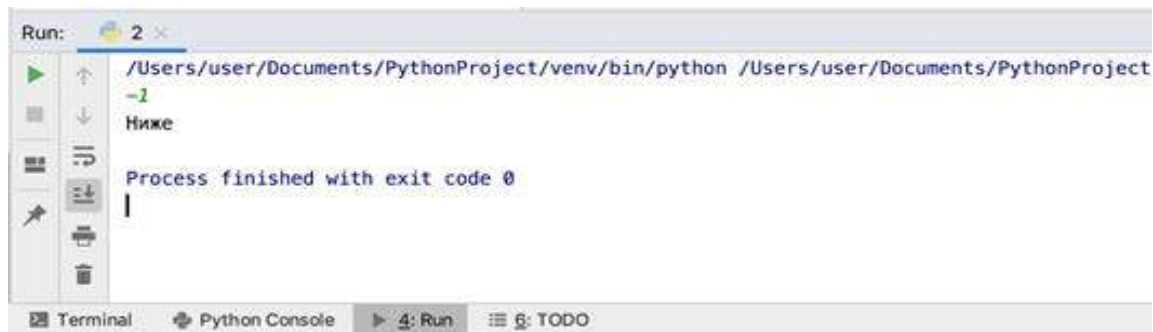 Run: 2 ×
/Users/user/Documents/PythonProject/venv/bin/python /Users/user/Documents/PythonProject
-1
Ниже
Process finished with exit code 0
Terminal Python Console 4: Run 6: TODO